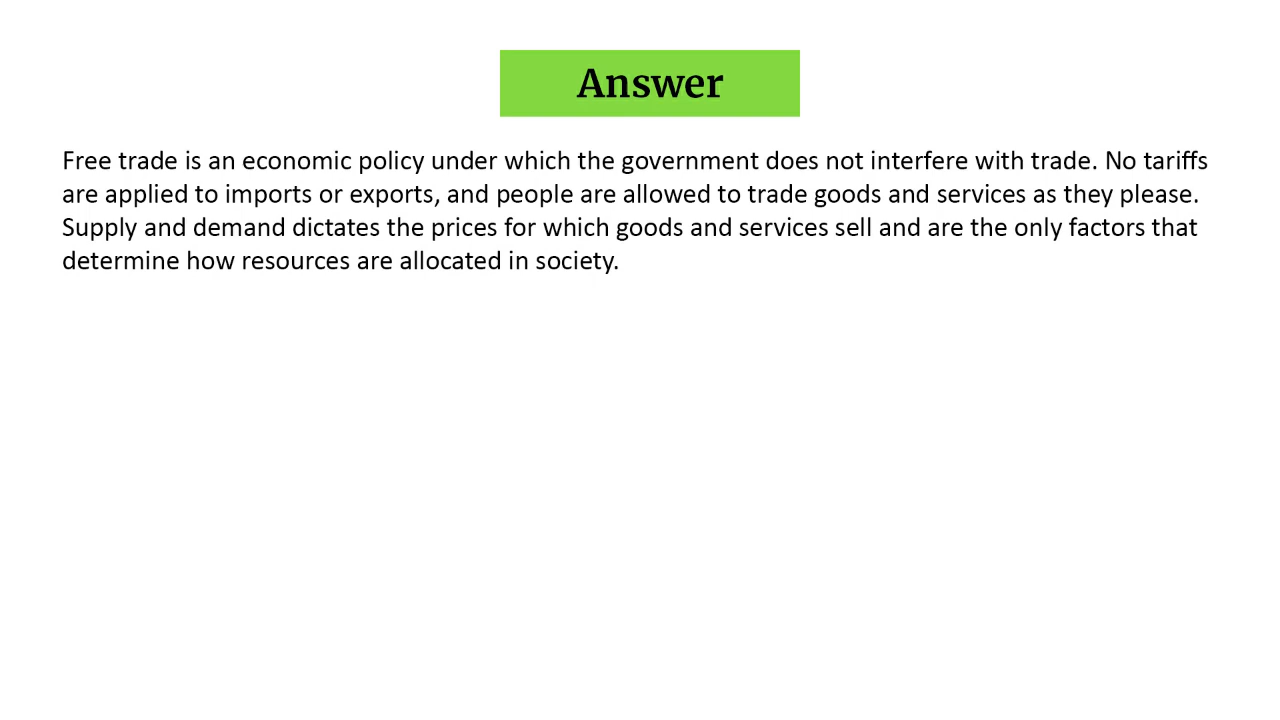 Answer
Free trade is an economic policy under which the government does not interfere with trade. No tariffs
are applied to imports or exports, and people are allowed to trade goods and services as they please.
Supply and demand dictates the prices for which goods and services sell and are the only factors that
determine how resources are allocated in society.